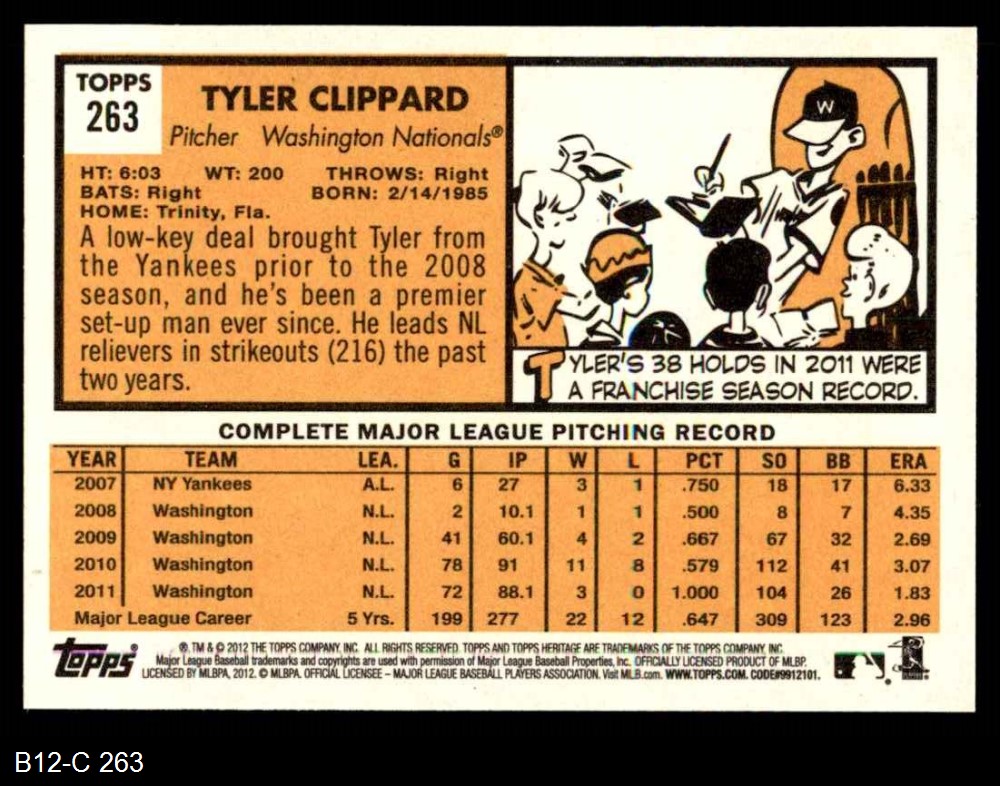 TOPPS
263
TYLER CLIPPARD
Pitcher Washington Nationals®
HT: 6:03 WT: 200 THROWS: Right
BATS: Right BORN: 2/14/1985
HOME: Trinity, Fla.
A low-key deal brought Tyler from
the Yankees prior to the 2008
season, and he's been a premier
set-up man ever since. He leads NL
relievers in strikeouts (216) the past
two years.
W
TYLER'S 38 HOLDS IN 2011 WERE
A FRANCHISE SEASON RECORD.
COMPLETE MAJOR LEAGUE PITCHING RECORD
YEAR TEAM LEA. G IP W L PCT SO BB ERA
2007 NY Yankees A.L. 6 27 3 1 .750 18 17 6.33
2008 Washington N.L. 2 10.1 1 1 .500 8 7 4.35
2009 Washington N.L. 41 60.1 4 2 .667 67 32 2.69
2010 Washington N.L. 78 91 11 8 .579 112 41 3.07
2011 Washington N.L. 72 88.1 3 0 1.000 104 26 1.83
Major League Career 5 Yrs. 199 277 22 12 .647 309 123 2.96
topps
®, TM & © 2012 THE TOPPS COMPANY, INC. ALL RIGHTS RESERVED. TOPPS AND TOPPS HERITAGE ARE TRADEMARKS OF THE TOPPS COMPANY, INC.
Major League Baseball trademarks and copyrights are used with permission of Major League Baseball Properties, Inc. OFFICIALLY LICENSED PRODUCT OF MLBP.
LICENSED BY MLBPA, 2012. © MLBPA. OFFICIAL LICENSEE – MAJOR LEAGUE BASEBALL PLAYERS ASSOCIATION. Visit MLB.com. WWW.TOPPS.COM. CODE#9912101.
B12-C 263